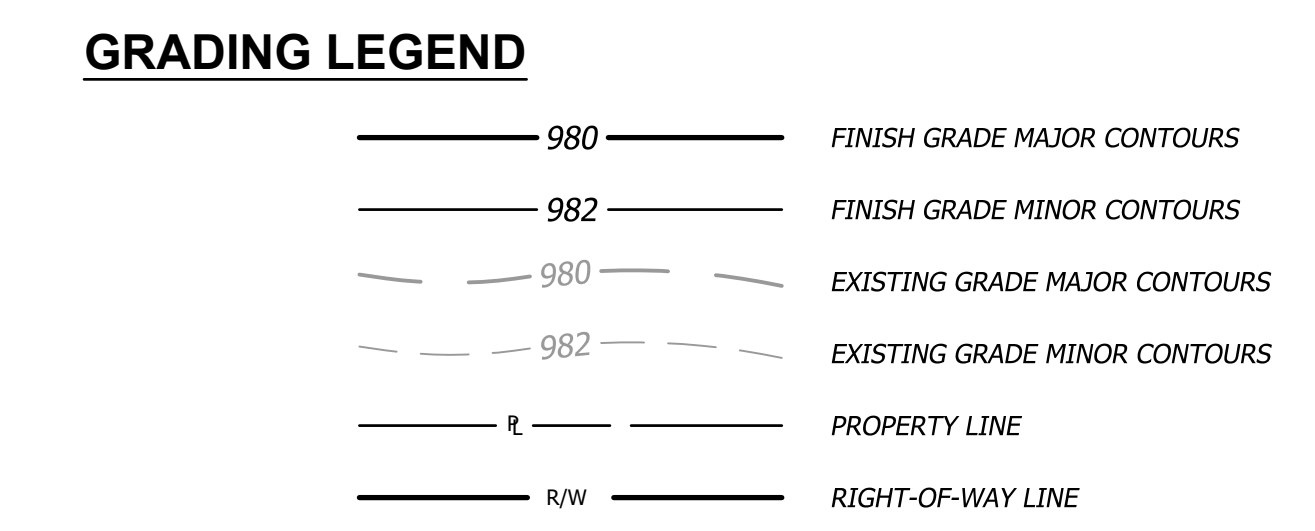 GRADING LEGEND
980 FINISH GRADE MAJOR CONTOURS
982 FINISH GRADE MINOR CONTOURS
980 EXISTING GRADE MAJOR CONTOURS
982 EXISTING GRADE MINOR CONTOURS
PL PROPERTY LINE
R/W RIGHT-OF-WAY LINE